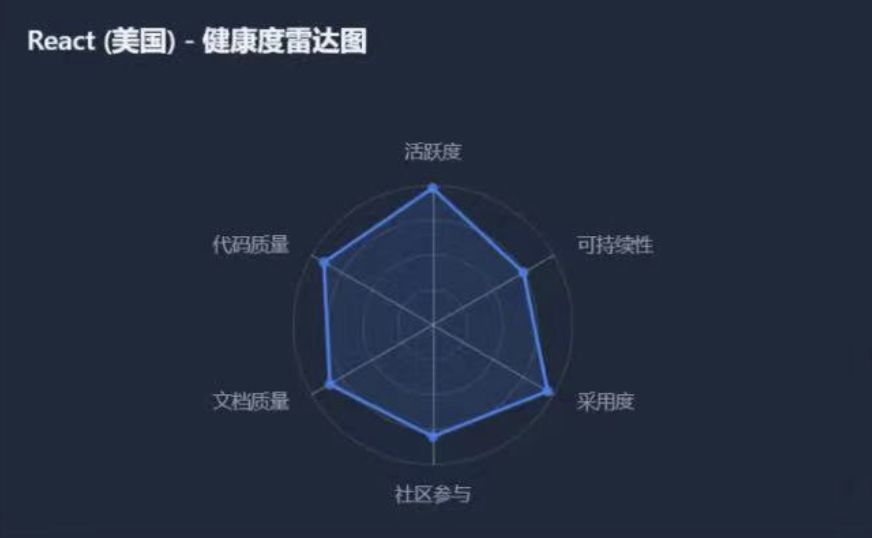 React (美国) - 健康度雷达图
活跃度
代码质量
可持续性
文档质量
采用度
社区参与